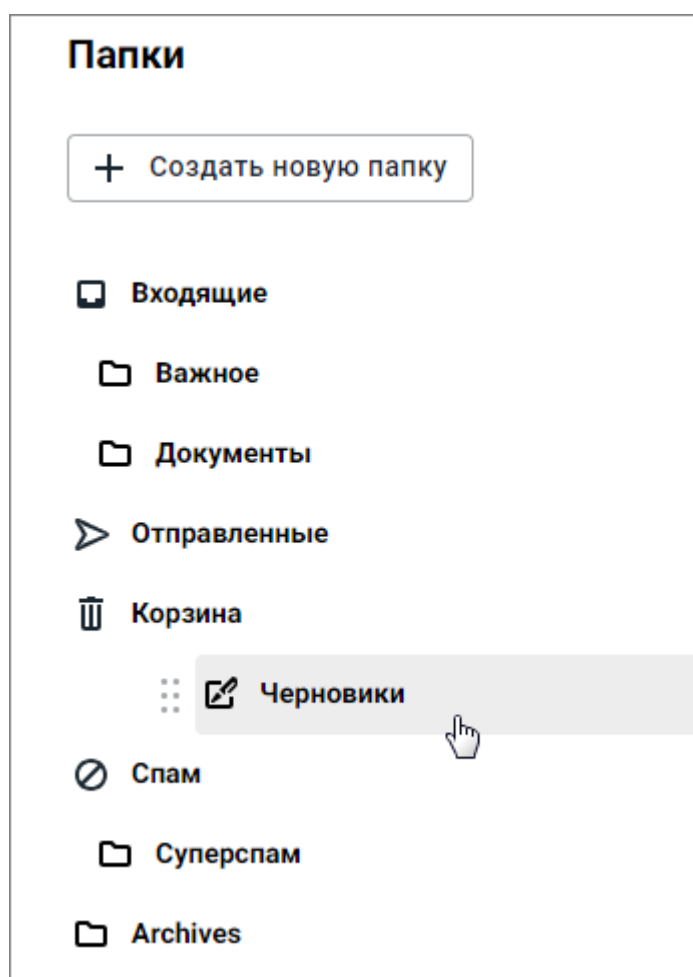 Папки
Создать новую папку
Входящие
Важное
Документы
Отправленные
Корзина
Черновики
Спам
Суперспам
Archives